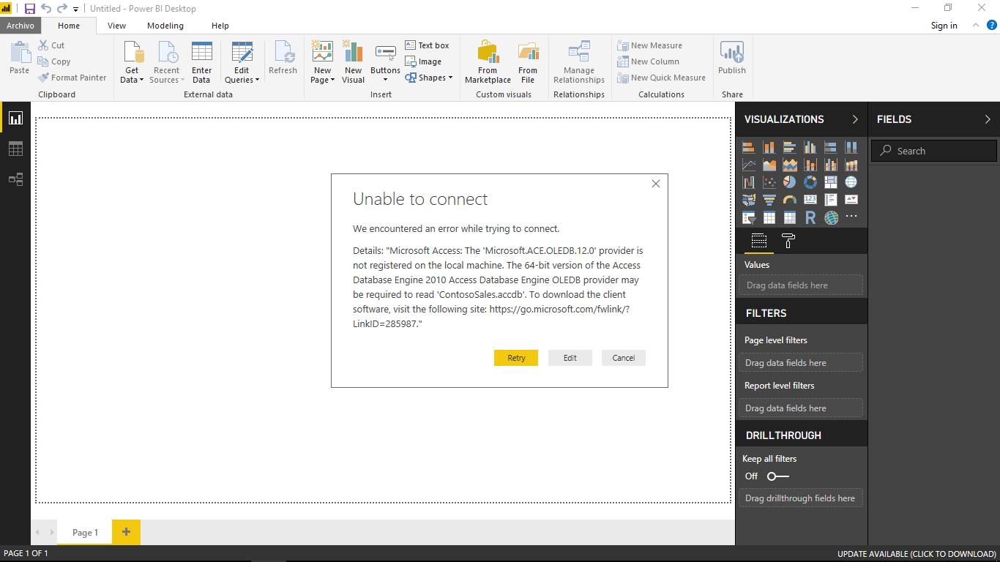 Untitled - Power BI Desktop
Archivo Home View Modeling Help Sign in
Paste
Cut
Copy
Format Painter
Clipboard
Get Data
Recent Sources
Enter Data
Edit Queries
Refresh
External data
New Page
New Visual
Buttons
Text box
Image
Shapes
Insert
From Marketplace
From File
Custom visuals
Manage Relationships
Relationships
New Measure
New Column
New Quick Measure
Calculations
Publish
Share
Unable to connect
We encountered an error while trying to connect.
Details: "Microsoft Access: The 'Microsoft.ACE.OLEDB.12.0' provider is
not registered on the local machine. The 64-bit version of the Access
Database Engine 2010 Access Database Engine OLEDB provider may
be required to read 'ContosoSales.accdb'. To download the client
software, visit the following site: https://go.microsoft.com/fwlink/?
LinkID=285987."
Retry Edit Cancel
VISUALIZATIONS
123
R
Values
Drag data fields here
FILTERS
Page level filters
Drag data fields here
Report level filters
Drag data fields here
DRILLTHROUGH
Keep all filters
Off
Drag drillthrough fields here
FIELDS
Search
Page 1
PAGE 1 OF 1
UPDATE AVAILABLE (CLICK TO DOWNLOAD)